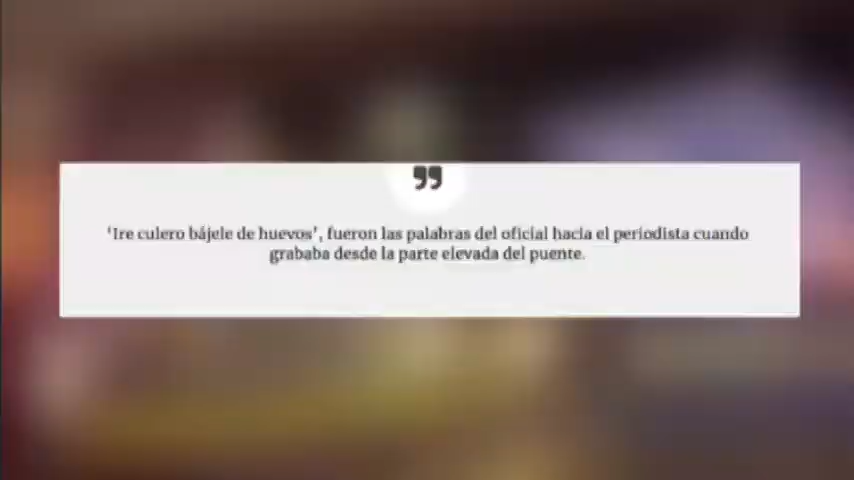 ❞
'Ire culero bájele de huevos', fueron las palabras del oficial hacia el periodista cuando
grababa desde la parte elevada del puente.